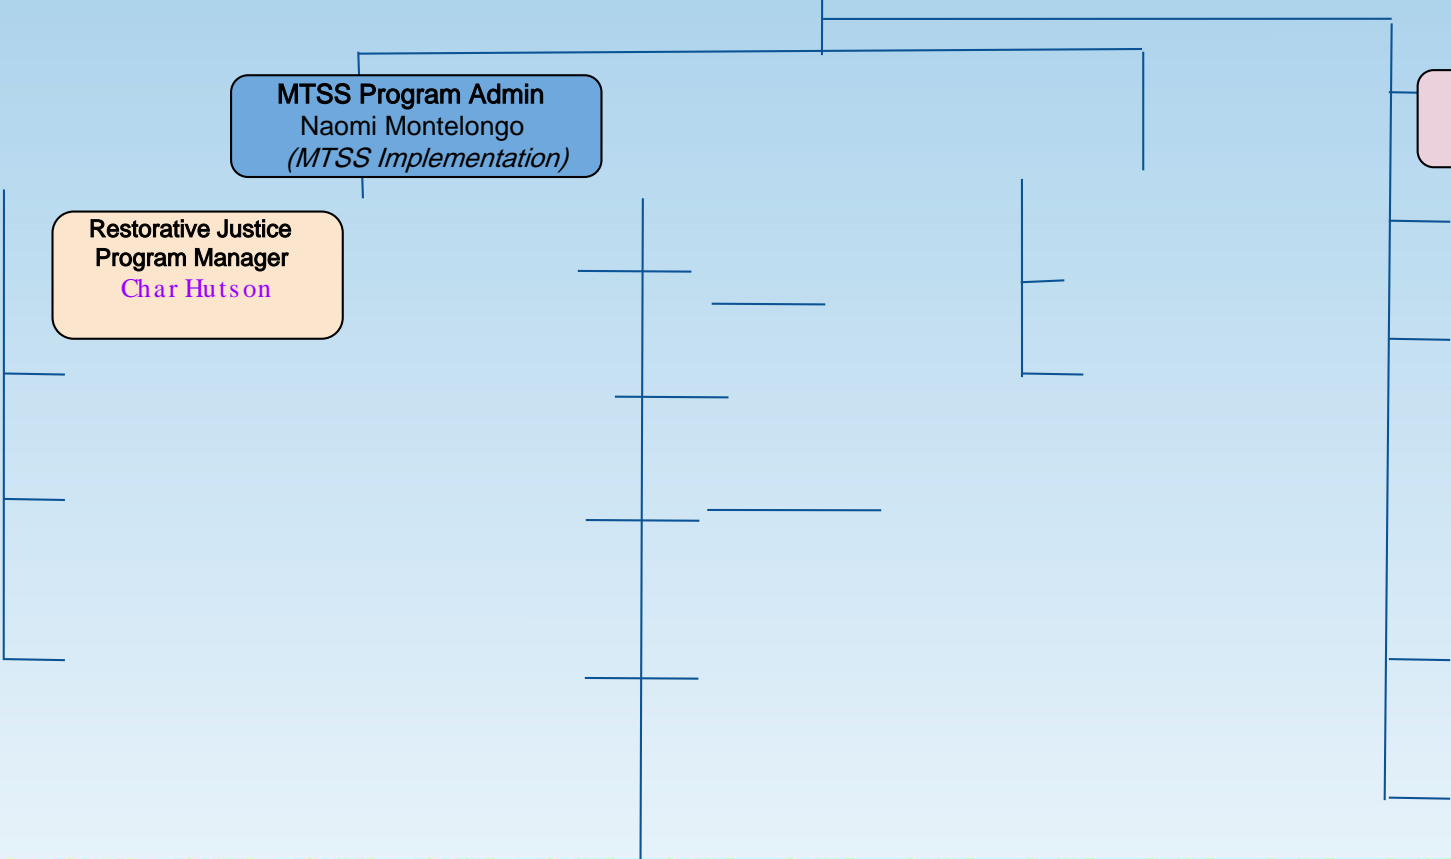 MTSS Program Admin
Naomi Montelongo
(MTSS Implementation)
Restorative Justice
Program Manager
Char Hutson